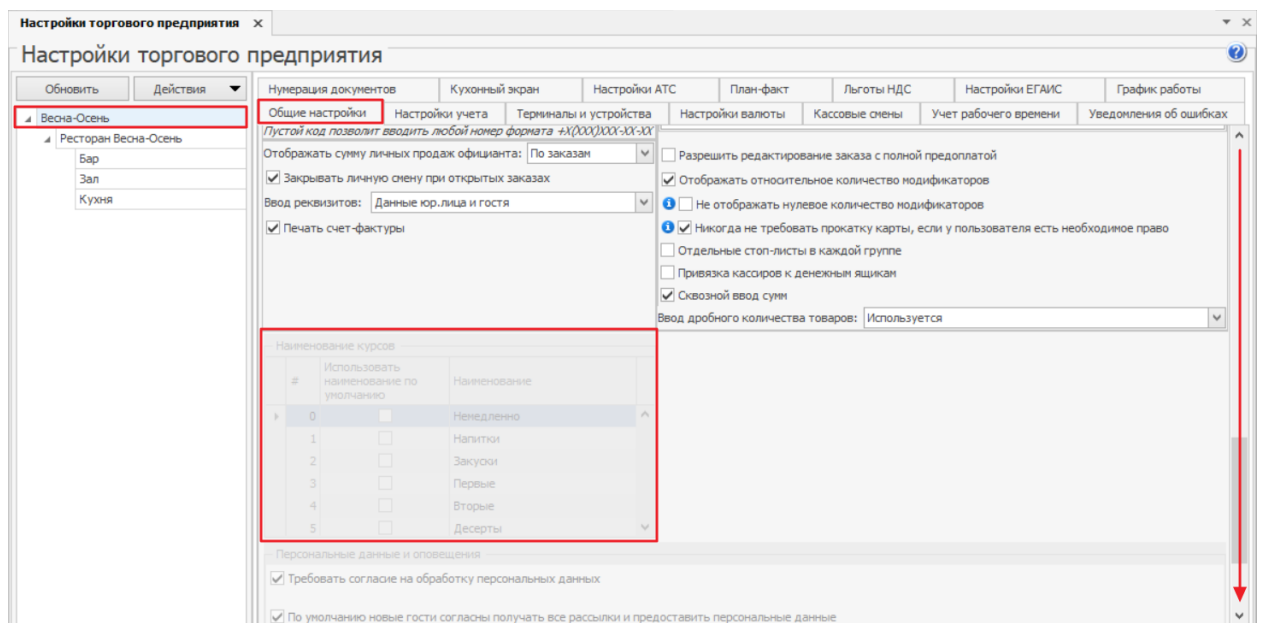 Настройки торгового предприятия
Настройки торгового предприятия
Обновить Действия
Весна-Осень
Ресторан Весна-Осень
Бар
Зал
Кухня
Нумерация документов Кухонный экран Настройки АТС План-факт Льготы НДС Настройки ЕГАИС График работы
Общие настройки Настройки учета Терминалы и устройства Настройки валюты Кассовые смены Учет рабочего времени Уведомления об ошибках
Пустой код позволит вводить любой номер формата +X(XXX)XXX-XX-XX
Отображать сумму личных продаж официанта: По заказам
Закрывать личную смену при открытых заказах
Ввод реквизитов: Данные юр.лица и гостя
Печать счет-фактуры
Разрешить редактирование заказа с полной предоплатой
Отображать относительное количество модификаторов
Не отображать нулевое количество модификаторов
Никогда не требовать прокатку карты, если у пользователя есть необходимое право
Отдельные стоп-листы в каждой группе
Привязка кассиров к денежным ящикам
Сквозной ввод сумм
Ввод дробного количества товаров: Используется
Наименование курсов
# Использовать наименование по умолчанию Наименование
0 Немедленно
1 Напитки
2 Закуски
3 Первые
4 Вторые
5 Десерты
Персональные данные и оповещения
Требовать согласие на обработку персональных данных
По умолчанию новые гости согласны получать все рассылки и предоставить персональные данные